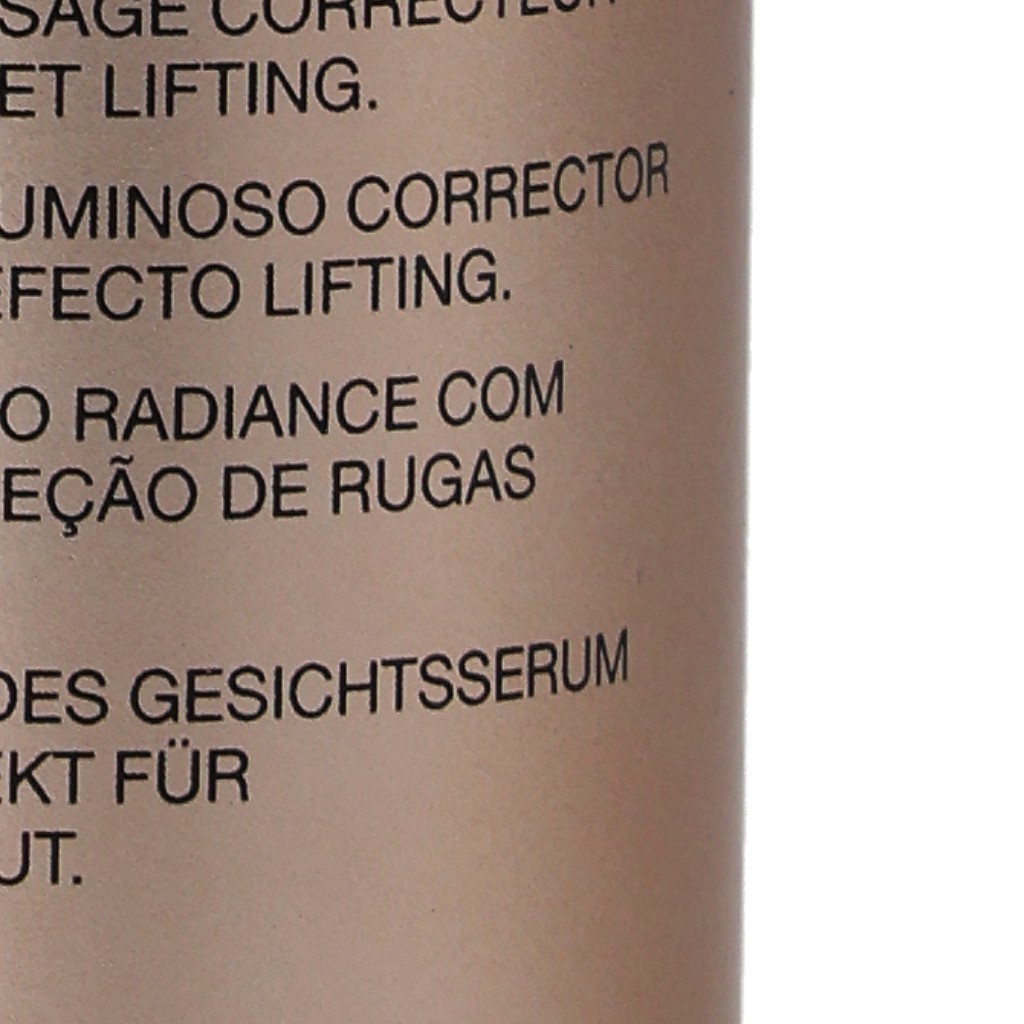 SAGE CORRECTEUR
ET LIFTING.
UMINOSO CORRECTOR
EFECTO LIFTING.
O RADIANCE COM
EÇÃO DE RUGAS
DES GESICHTSSERUM
EKT FÜR
UT.